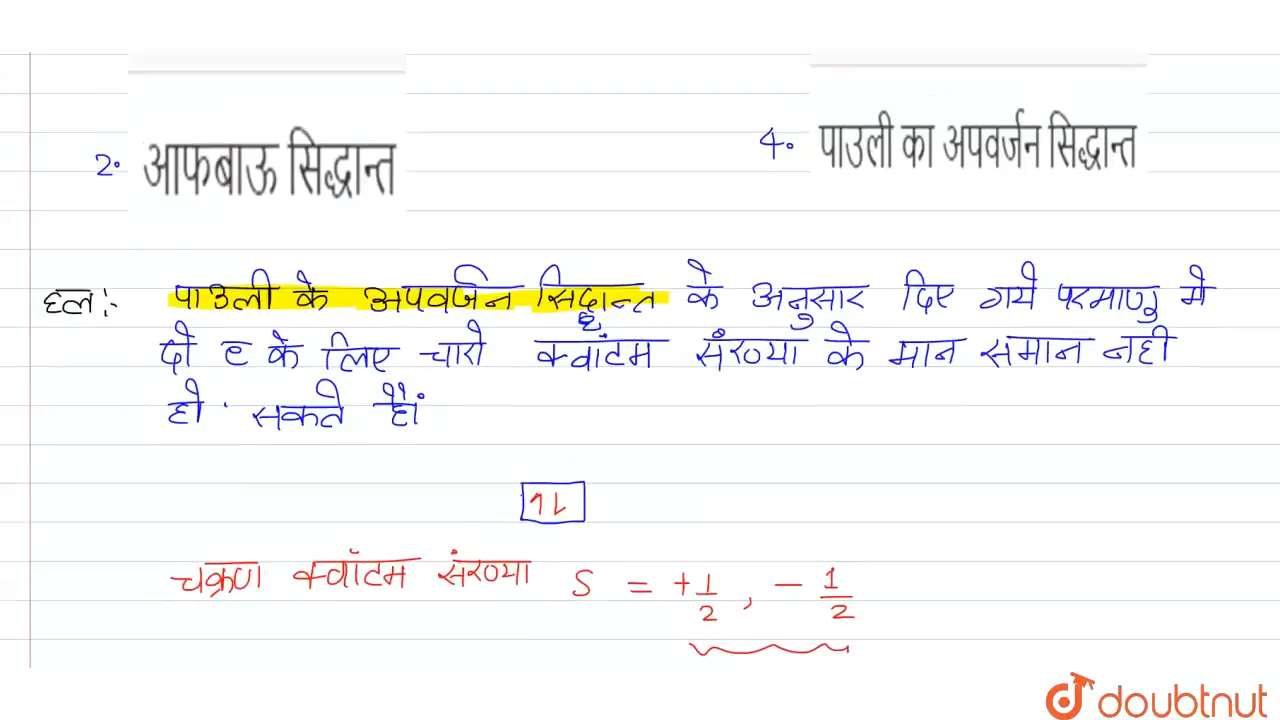 2. आफबाऊ सिद्धान्त
4. पाउली का अपवर्जन सिद्धान्त
हल :- पाउली के अपवर्जन सिद्धान्त के अनुसार दिए गये परमाणु मे
दो e के लिए चारो क्वांटम संख्या के मान समान नही
हो सकते हैं
1L
चक्रण क्वांटम संख्या S = +1/2, -1/2
doubtnut